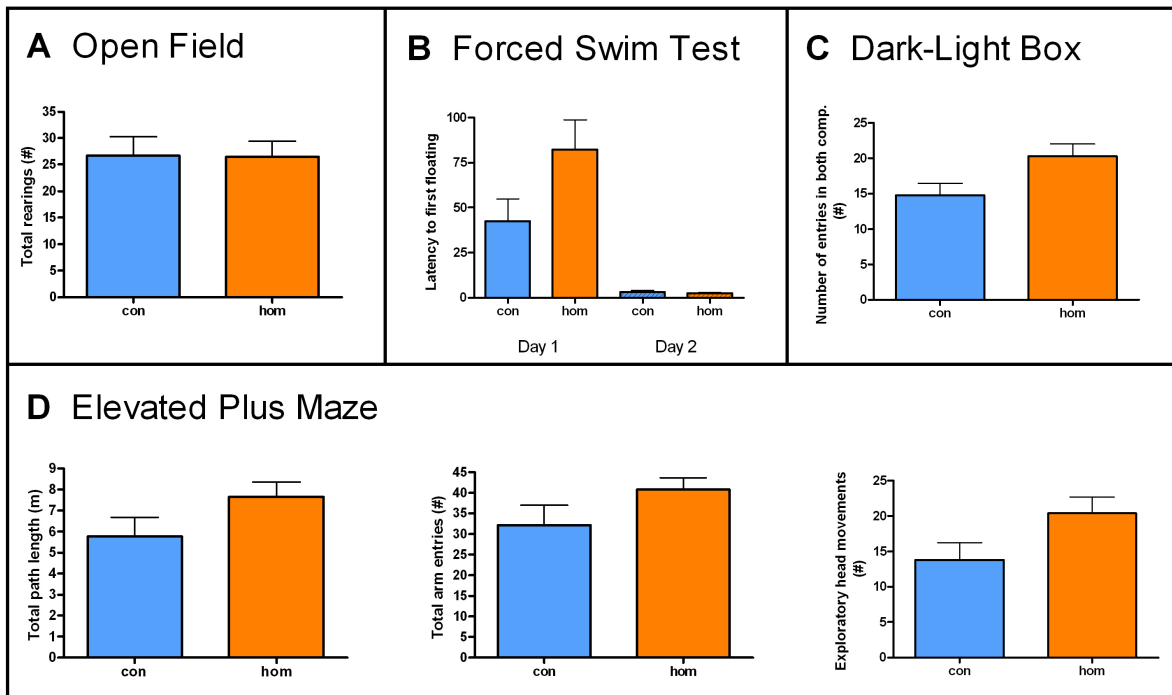 A Open Field
Total rearings (#)
35
30
25
20
15
10
5
0
con hom
B Forced Swim Test
Latency to first floating
100
75
50
25
0
con hom con hom
Day 1 Day 2
C Dark-Light Box
Number of entries in both comp.
(#)
25
20
15
10
5
0
con hom
D Elevated Plus Maze
Total path length (m)
9
8
7
6
5
4
3
2
1
0
con hom
Total arm entries (#)
45
40
35
30
25
20
15
10
5
0
con hom
Exploratory head movements
(#)
25
20
15
10
5
0
con hom